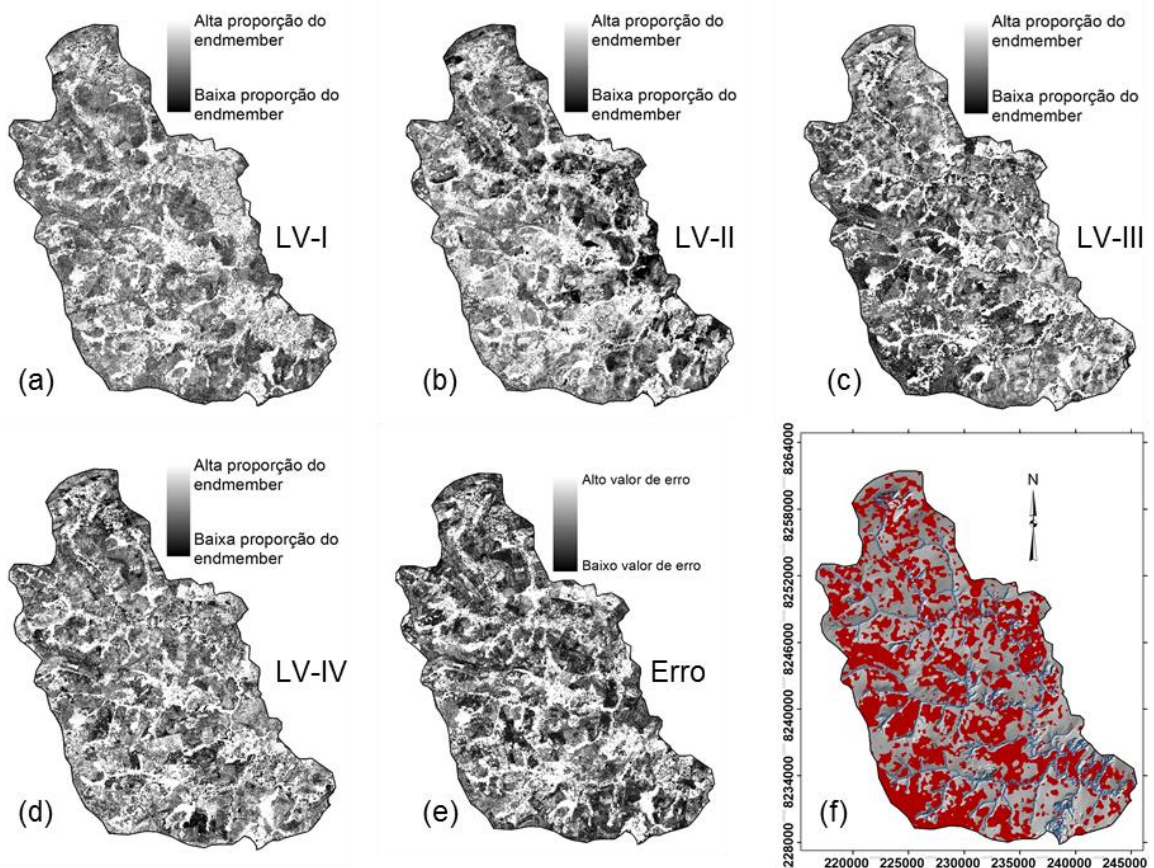 Alta proporção do
endmember
Baixa proporção do
endmember
LV-I
(a)
Alta proporção do
endmember
Baixa proporção do
endmember
LV-II
(b)
Alta proporção do
endmember
Baixa proporção do
endmember
LV-III
(c)
Alta proporção do
endmember
Baixa proporção do
endmember
LV-IV
(d)
Alto valor de erro
Baixo valor de erro
Erro
(e)
8264000
8258000
8252000
8246000
8240000
8234000
8228000
N
(f)
220000 225000 230000 235000 240000 245000